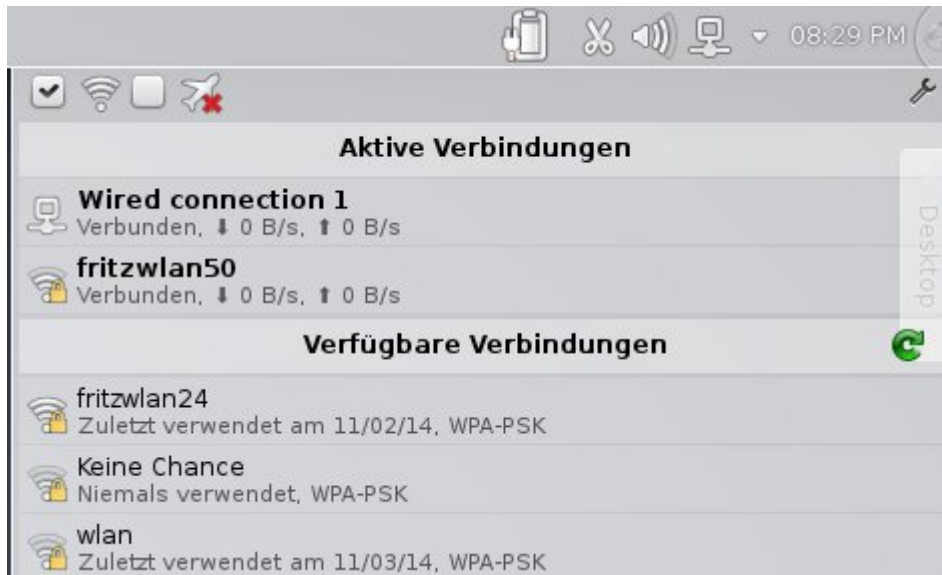 08:29 PM
Aktive Verbindungen
Wired connection 1
Verbunden, ⬇ 0 B/s, ⬆ 0 B/s
fritzwlan50
Verbunden, ⬇ 0 B/s, ⬆ 0 B/s
Desktop
Verfügbare Verbindungen
fritzwlan24
Zuletzt verwendet am 11/02/14, WPA-PSK
Keine Chance
Niemals verwendet, WPA-PSK
wlan
Zuletzt verwendet am 11/03/14, WPA-PSK